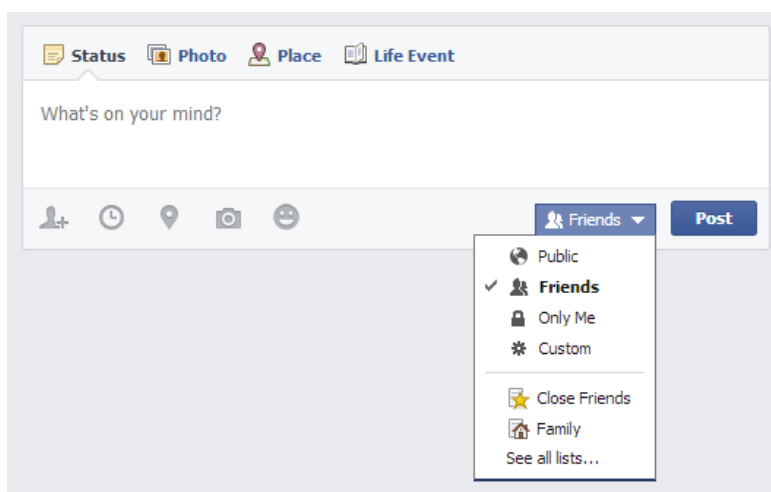 Status Photo Place Life Event
What's on your mind?
Friends Post
Public
Friends
Only Me
Custom
Close Friends
Family
See all lists...